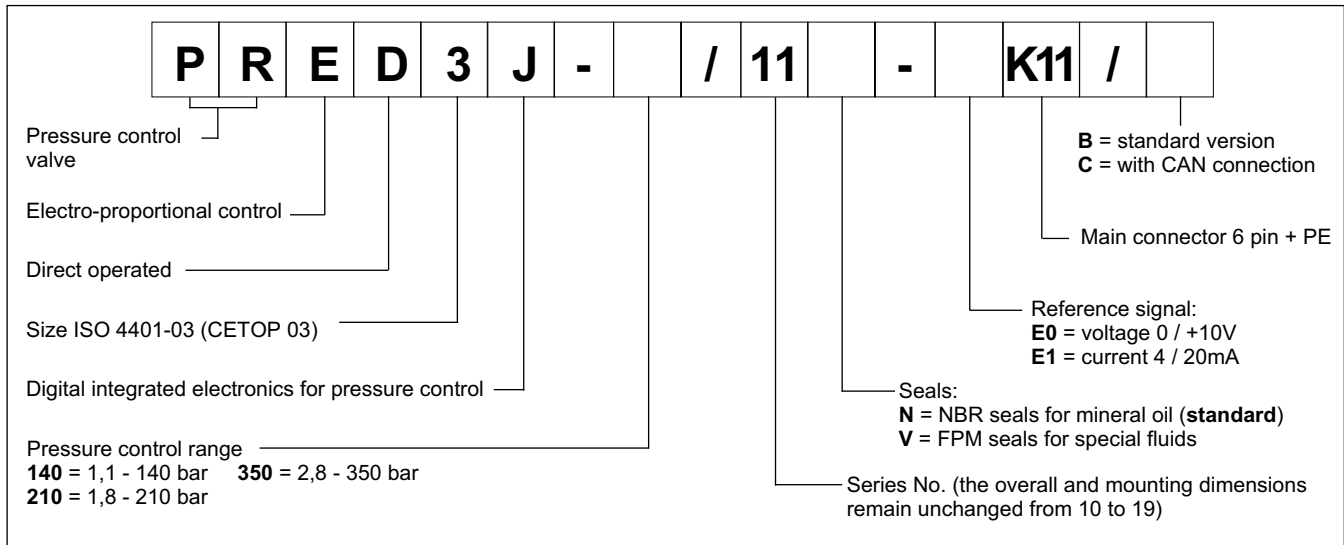 P R E D 3 J - / 11 - K11 /
Pressure control
valve
Electro-proportional control
Direct operated
Size ISO 4401-03 (CETOP 03)
Digital integrated electronics for pressure control
Pressure control range
140 = 1,1 - 140 bar 350 = 2,8 - 350 bar
210 = 1,8 - 210 bar
B = standard version
C = with CAN connection
Main connector 6 pin + PE
Reference signal:
E0 = voltage 0 / +10V
E1 = current 4 / 20mA
Seals:
N = NBR seals for mineral oil (standard)
V = FPM seals for special fluids
Series No. (the overall and mounting dimensions
remain unchanged from 10 to 19)